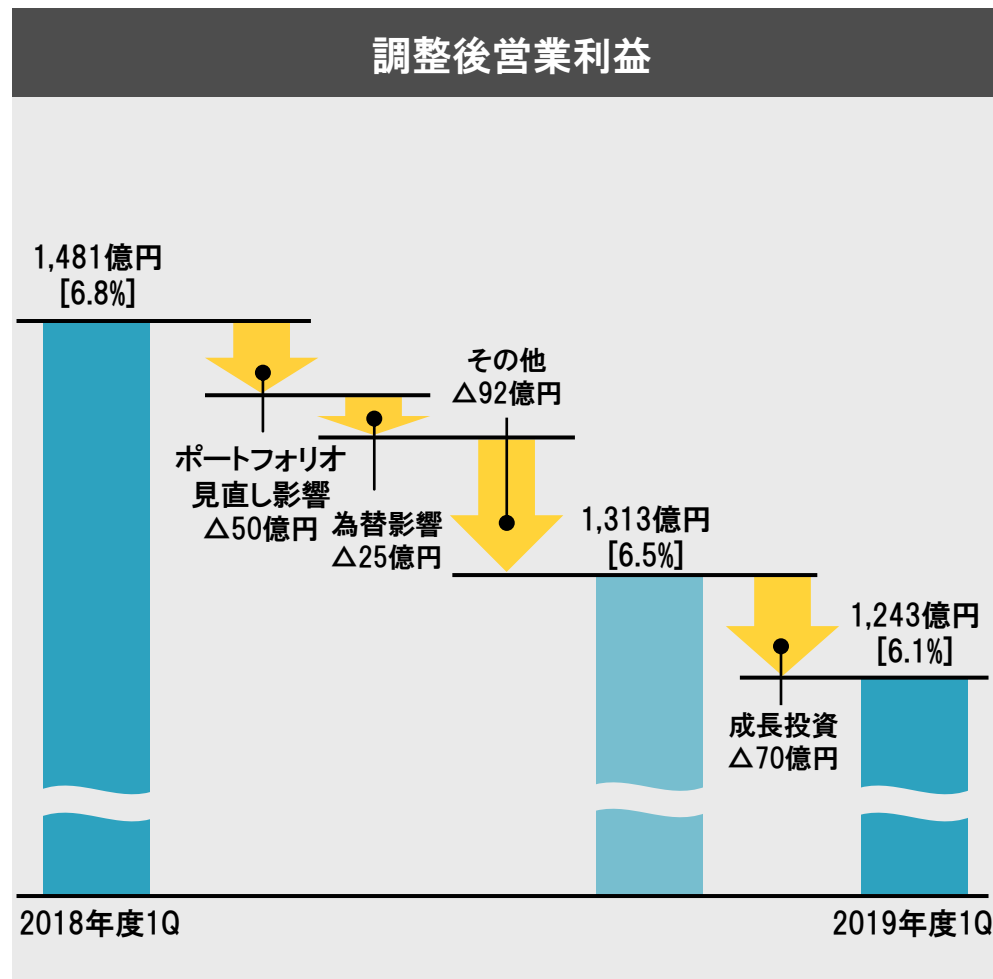 調整後営業利益
1,481億円
[6.8%]
ポートフォリオ
見直し影響
△50億円
為替影響
△25億円
その他
△92億円
1,313億円
[6.5%]
成長投資
△70億円
1,243億円
[6.1%]
2018年度1Q
2019年度1Q